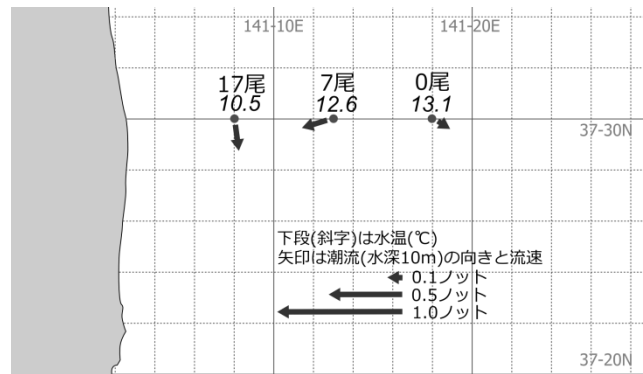 141-10E
141-20E
17尾
7尾
0尾
10.5
12.6
13.1
37-30N
下段(斜字)は水温(℃)
矢印は潮流(水深10m)の向きと流速
0.1ノット
0.5ノット
1.0ノット
37-20N